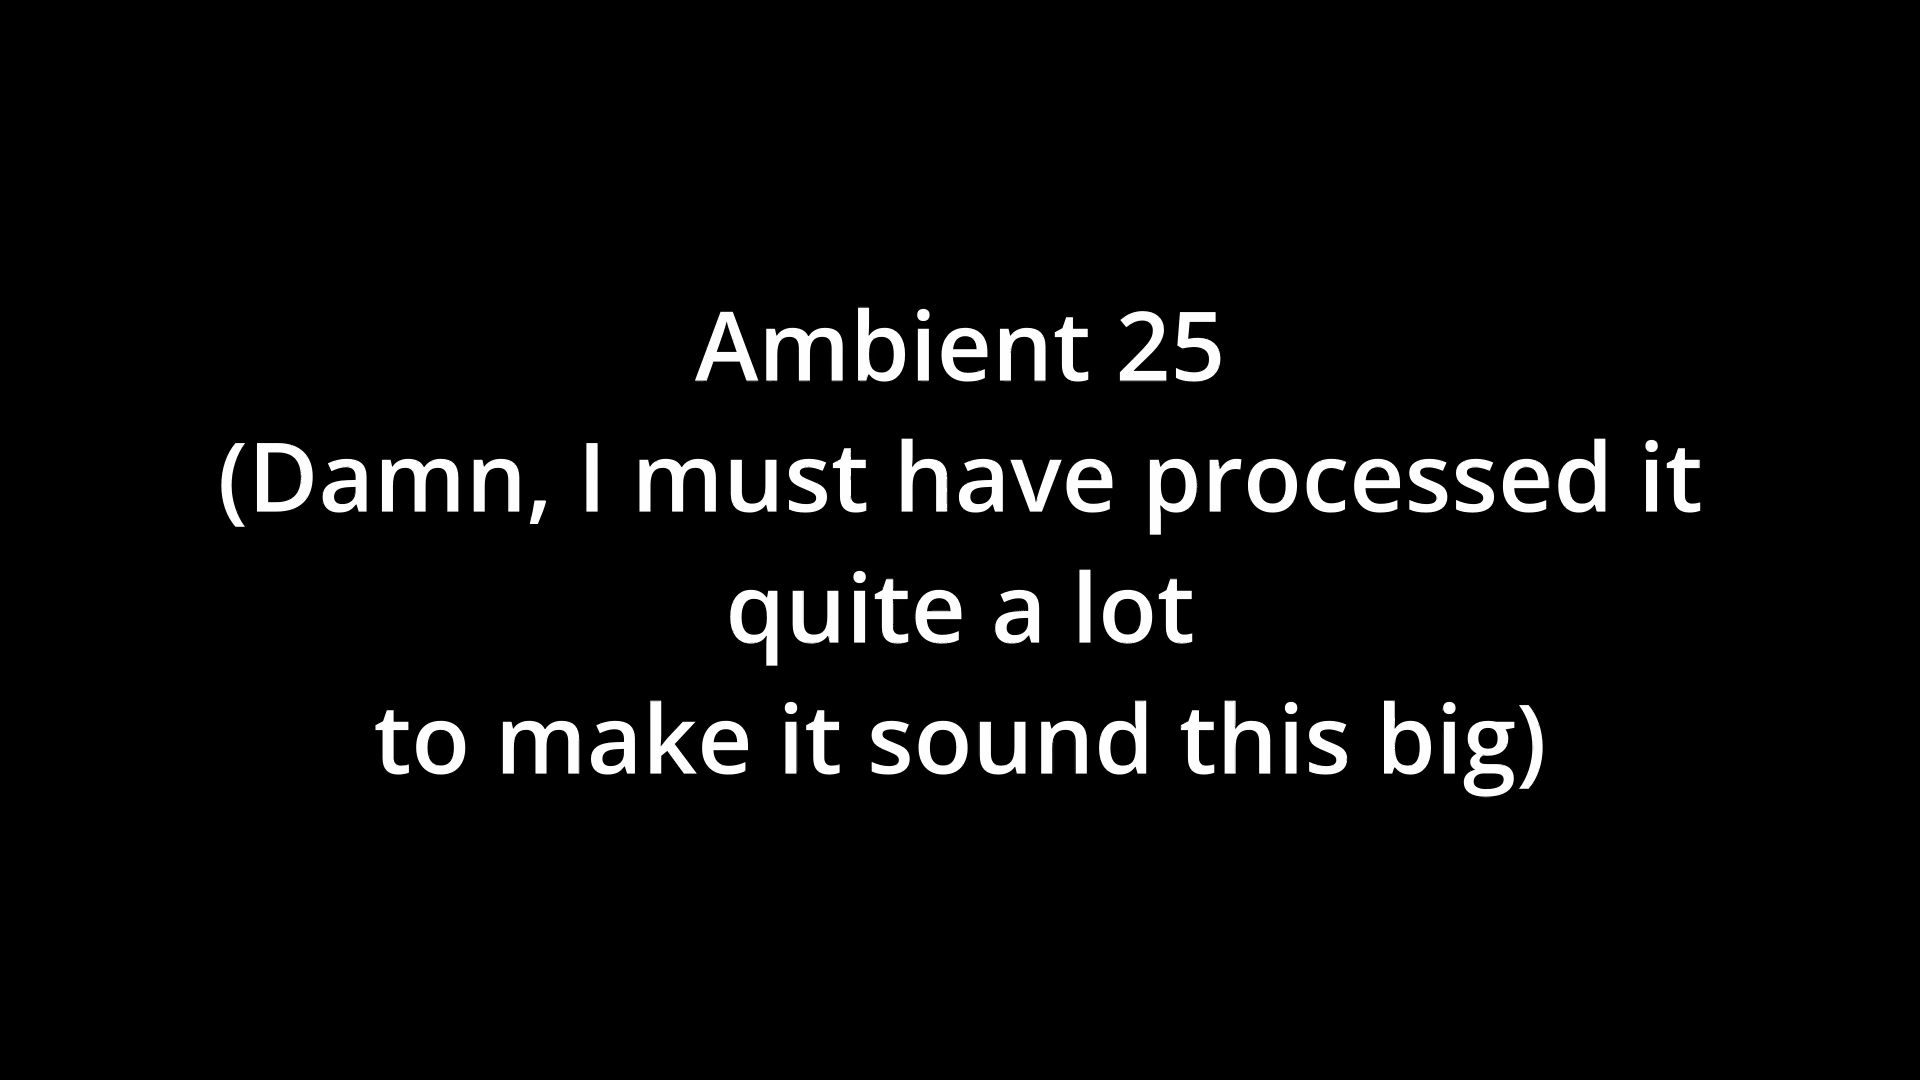 Ambient 25
(Damn, I must have processed it
quite a lot
to make it sound this big)